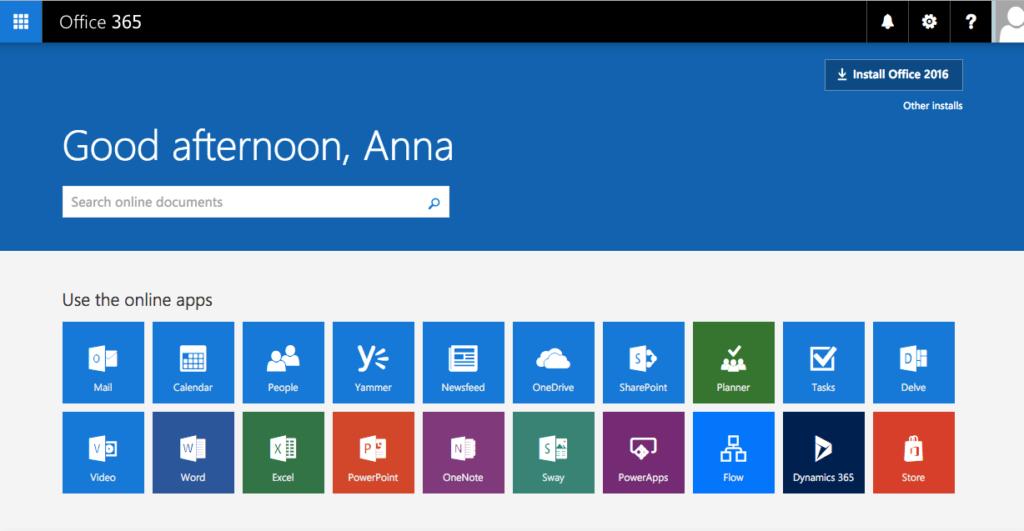 Office 365
?
Install Office 2016
Other installs
Good afternoon, Anna
Search online documents
Use the online apps
Mail Calendar People Yammer Newsfeed OneDrive SharePoint Planner Tasks Delve
Video Word Excel PowerPoint OneNote Sway PowerApps Flow Dynamics 365 Store